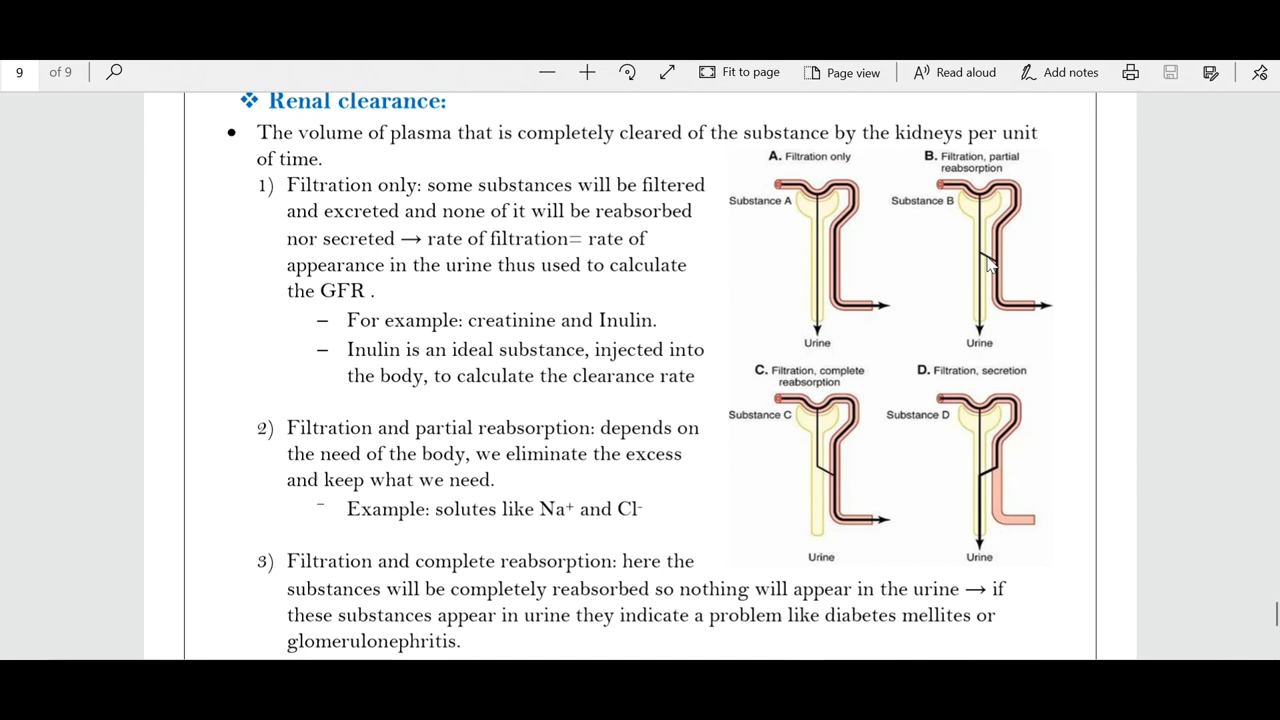 9 of 9 Fit to page Page view Read aloud Add notes
❖ Renal clearance:
• The volume of plasma that is completely cleared of the substance by the kidneys per unit
of time.
1) Filtration only: some substances will be filtered
and excreted and none of it will be reabsorbed
nor secreted → rate of filtration= rate of
appearance in the urine thus used to calculate
the GFR .
– For example: creatinine and Inulin.
– Inulin is an ideal substance, injected into
the body, to calculate the clearance rate
2) Filtration and partial reabsorption: depends on
the need of the body, we eliminate the excess
and keep what we need.
- Example: solutes like Na⁺ and Cl⁻
3) Filtration and complete reabsorption: here the
substances will be completely reabsorbed so nothing will appear in the urine → if
these substances appear in urine they indicate a problem like diabetes mellites or
glomerulonephritis.
A. Filtration only
Substance A
Urine
B. Filtration, partial
reabsorption
Substance B
Urine
C. Filtration, complete
reabsorption
Substance C
Urine
D. Filtration, secretion
Substance D
Urine